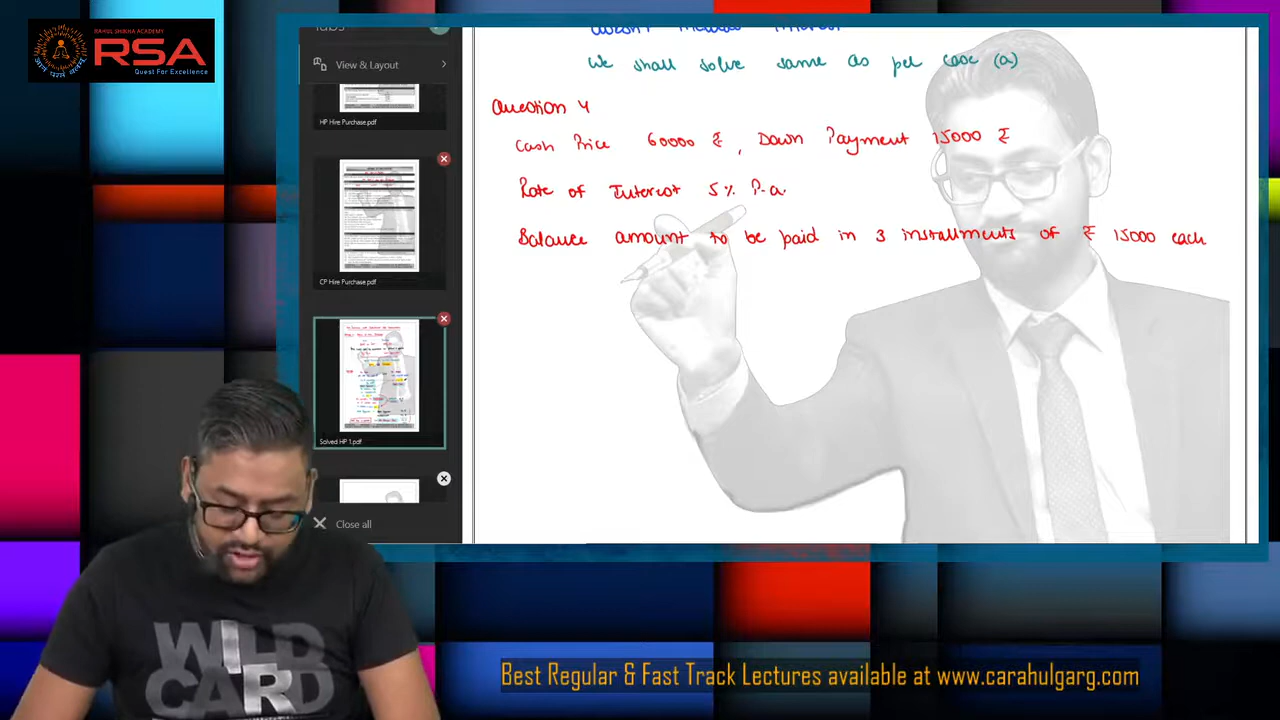 RAHUL SHIKHA ACADEMY
RSA
Quest For Excellence
View & Layout
HP Hire Purchase.pdf
CP Hire Purchase.pdf
Solved HP 1.pdf
Close all
We shall solve same as per case (a)
Question 4
Cash Price 60000 ₹, Down Payment 15000 ₹
Rate of Interest 5% P.a.
Balance amount to be paid in 3 installments of ₹ 15000 each
WILD
CARD
Best Regular & Fast Track Lectures available at www.carahulgarg.com